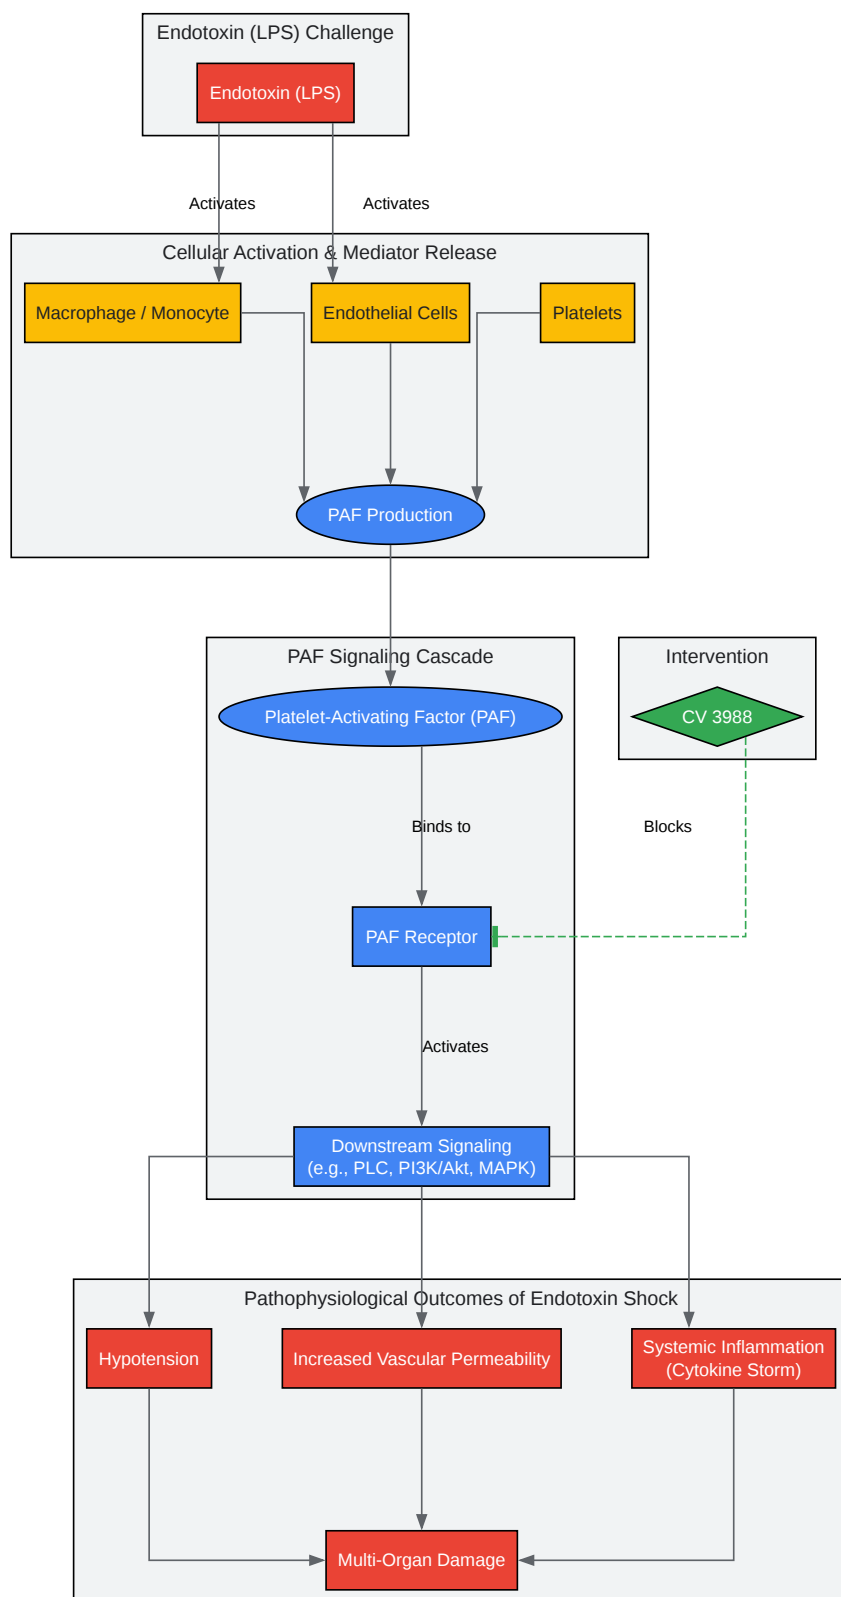 Endotoxin (LPS) Challenge
Endotoxin (LPS)
Activates
Activates
Cellular Activation & Mediator Release
Macrophage / Monocyte
Endothelial Cells
Platelets
PAF Production
PAF Signaling Cascade
Intervention
Platelet-Activating Factor (PAF)
CV 3988
Binds to
Blocks
PAF Receptor
Activates
Downstream Signaling
(e.g., PLC, PI3K/Akt, MAPK)
Pathophysiological Outcomes of Endotoxin Shock
Hypotension
Increased Vascular Permeability
Systemic Inflammation
(Cytokine Storm)
Multi-Organ Damage